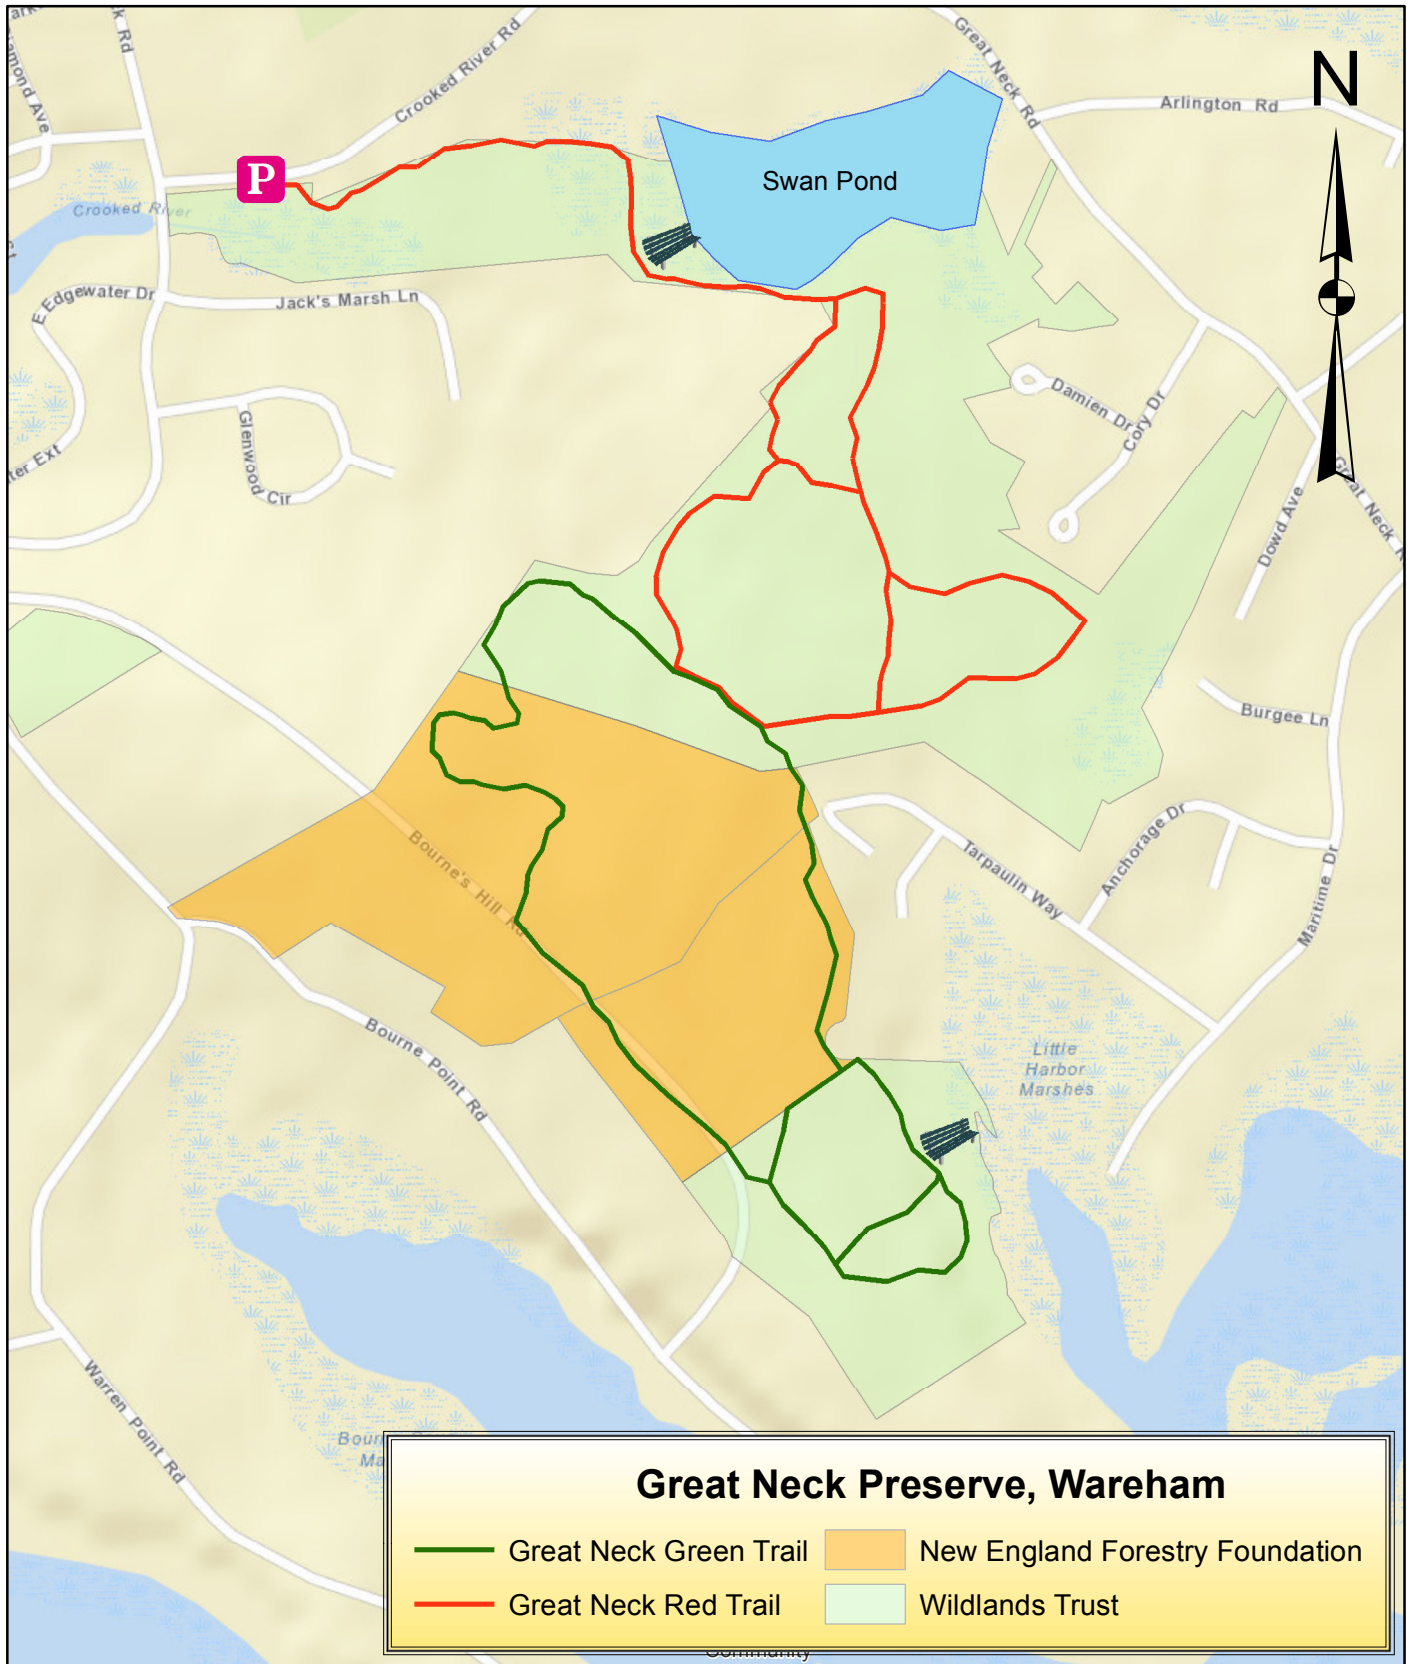 Crooked River Rd
Great Neck Rd
Arlington Rd
N
P
Swan Pond
Crooked River
E Edgewater Dr
Jack's Marsh Ln
Glenwood Cir
Damien Dr
Cory Dr
Dowd Ave
Burgee Ln
Bourne's Hill Rd
Tarpaulin Way
Anchorage Dr
Maritime Dr
Bourne Point Rd
Little
Harbor
Marshes
Warren Point Rd
Great Neck Preserve, Wareham
Great Neck Green Trail
New England Forestry Foundation
Great Neck Red Trail
Wildlands Trust